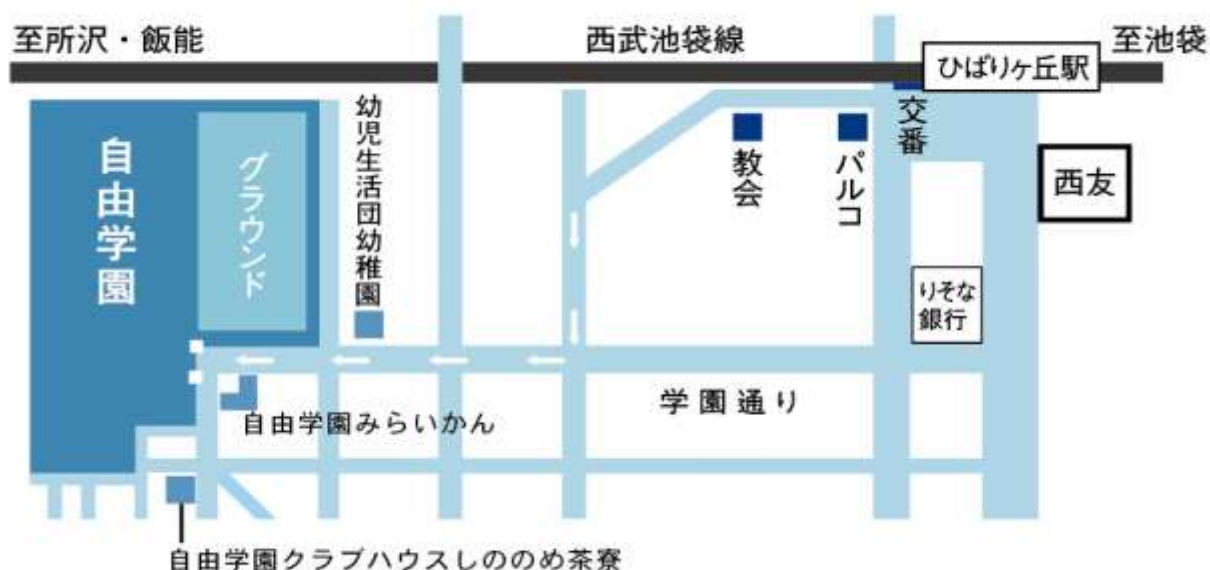 至所沢・飯能
西武池袋線
至池袋
ひばりヶ丘駅
自由学園
グラウンド
幼児生活団幼稚園
教会
パルコ
交番
西友
りそな
銀行
学園通り
自由学園みらいかん
自由学園クラブハウスしののめ茶寮